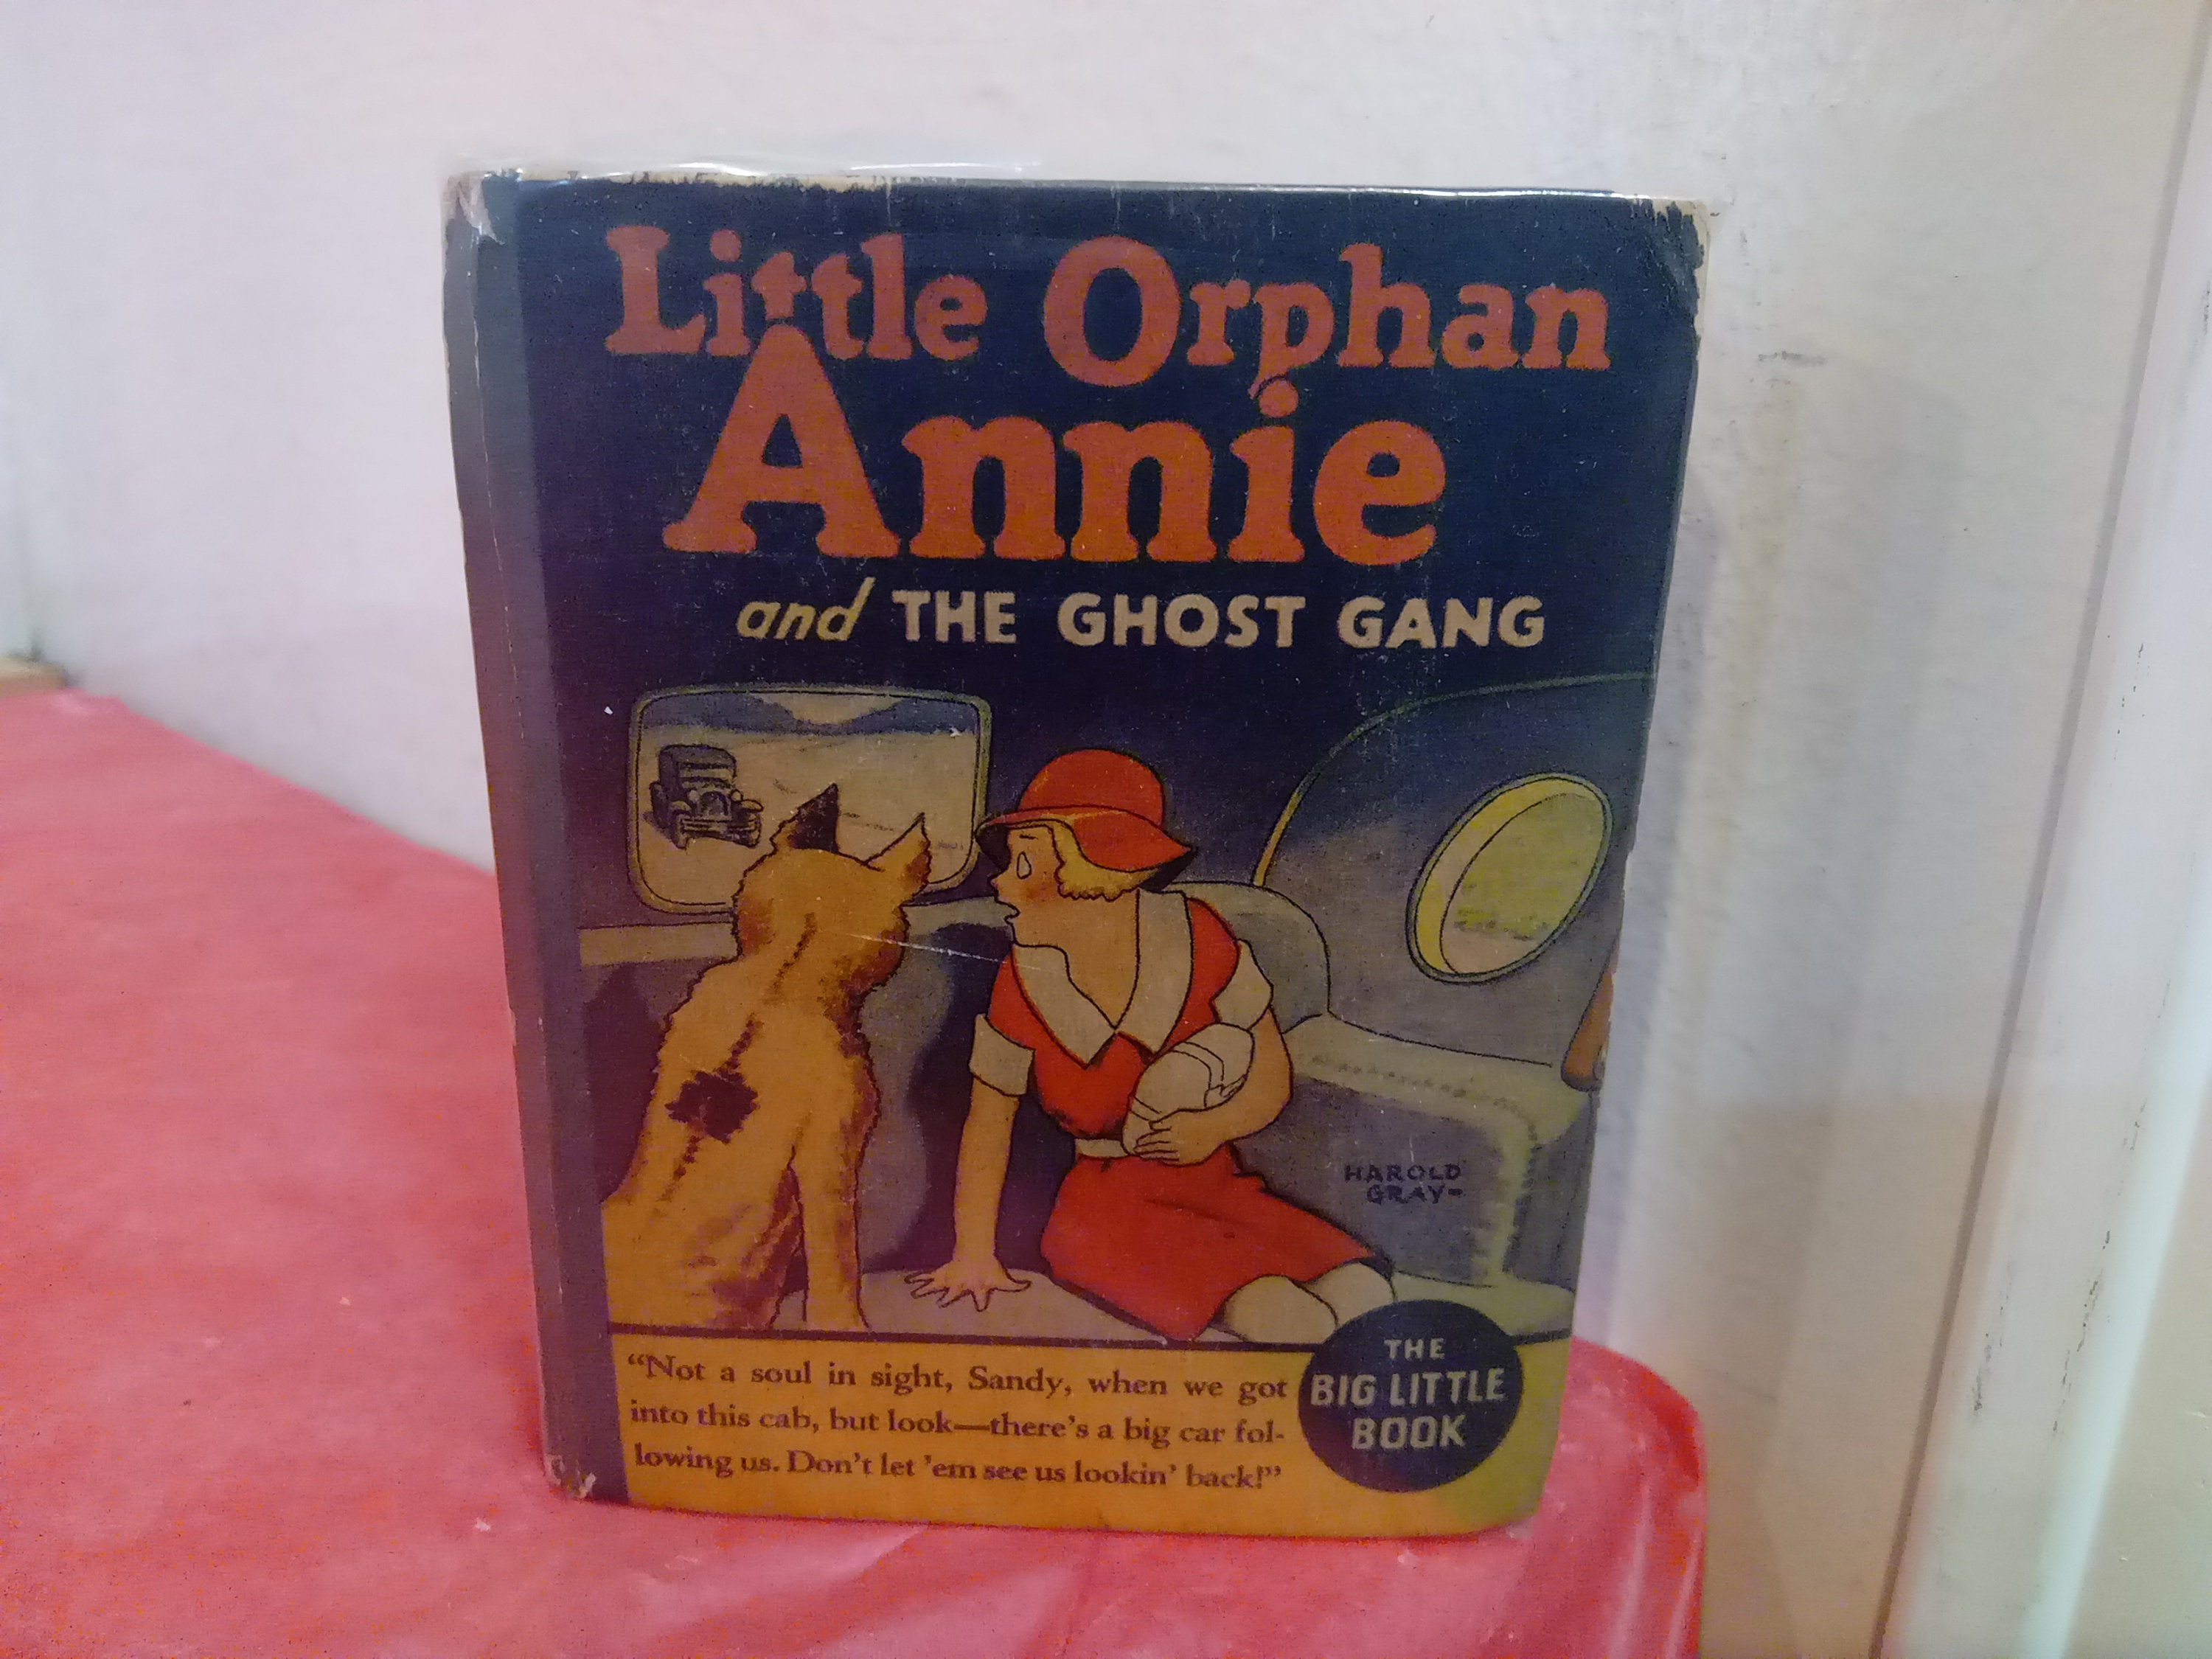 Little Orphan
Annie
and THE GHOST GANG
HAROLD
GRAY-
"Not a soul in sight, Sandy, when we got
into this cab, but look—there's a big car fol-
lowing us. Don't let 'em see us lookin' back!"
THE
BIG LITTLE
BOOK